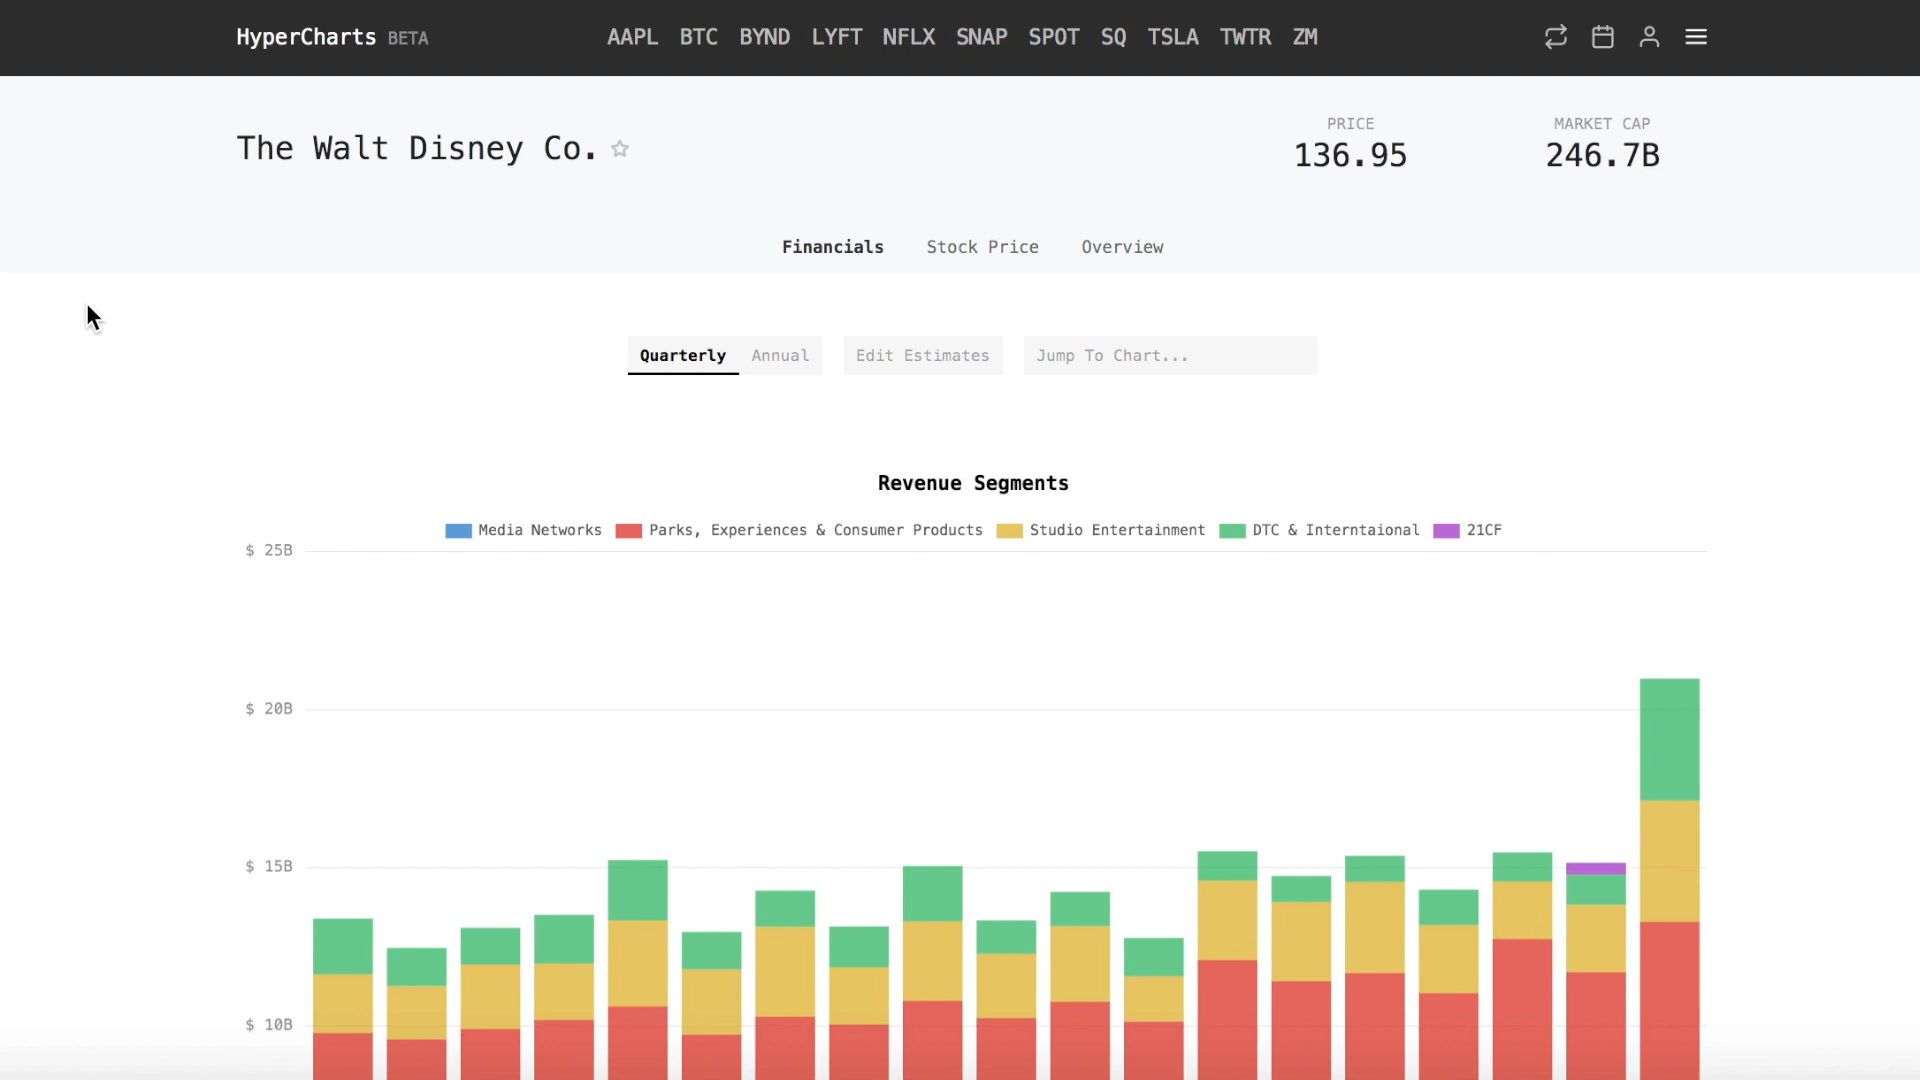 HyperCharts BETA AAPL BTC BYND LYFT NFLX SNAP SPOT SQ TSLA TWTR ZM
PRICE MARKET CAP
The Walt Disney Co. 136.95 246.7B
Financials Stock Price Overview
Quarterly Annual Edit Estimates Jump To Chart...
Revenue Segments
Media Networks Parks, Experiences & Consumer Products Studio Entertainment DTC & Interntaional 21CF
$ 25B
$ 20B
$ 15B
$ 10B